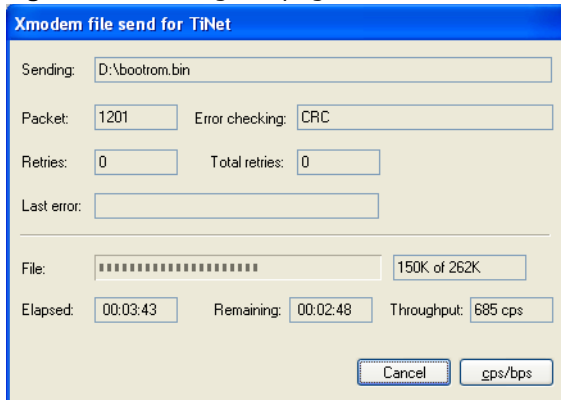 Xmodem file send for TiNet
Sending: D:\bootrom.bin
Packet: 1201 Error checking: CRC
Retries: 0 Total retries: 0
Last error:
File: 150K of 262K
Elapsed: 00:03:43 Remaining: 00:02:48 Throughput: 685 cps
Cancel cps/bps